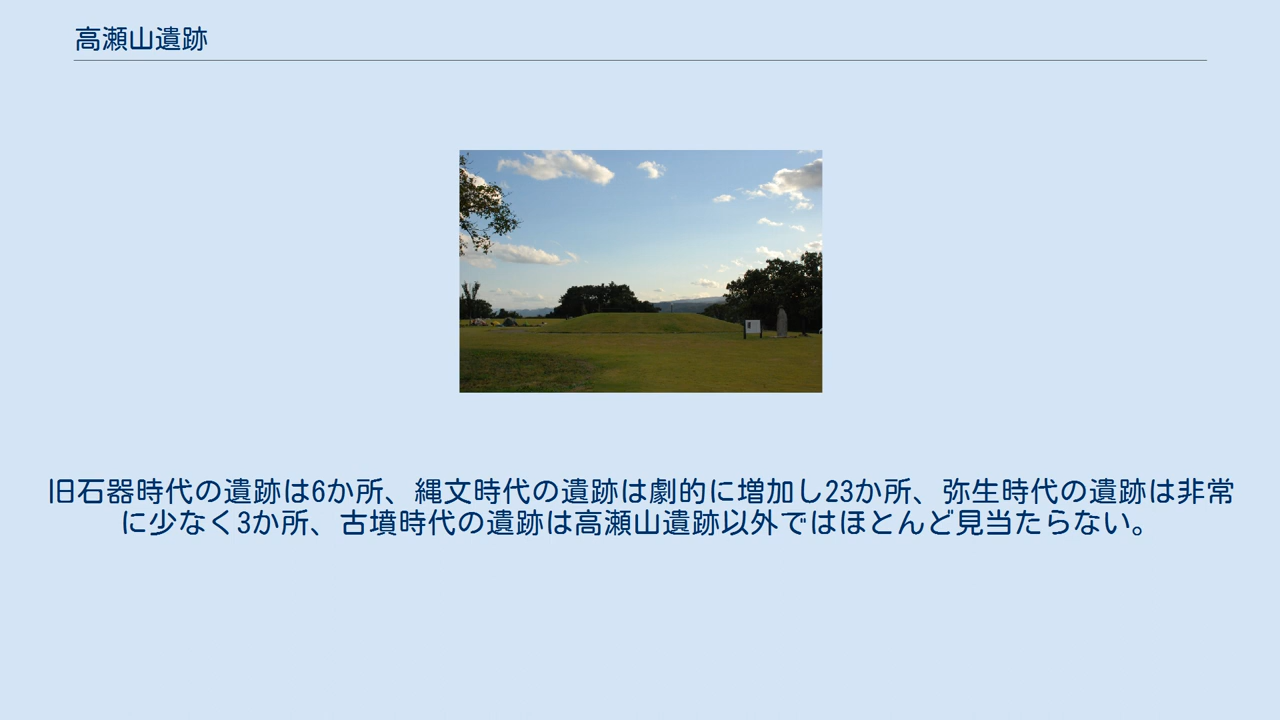 高瀬山遺跡
旧石器時代の遺跡は6か所、縄文時代の遺跡は劇的に増加し23か所、弥生時代の遺跡は非常
に少なく3か所、古墳時代の遺跡は高瀬山遺跡以外ではほとんど見当たらない。